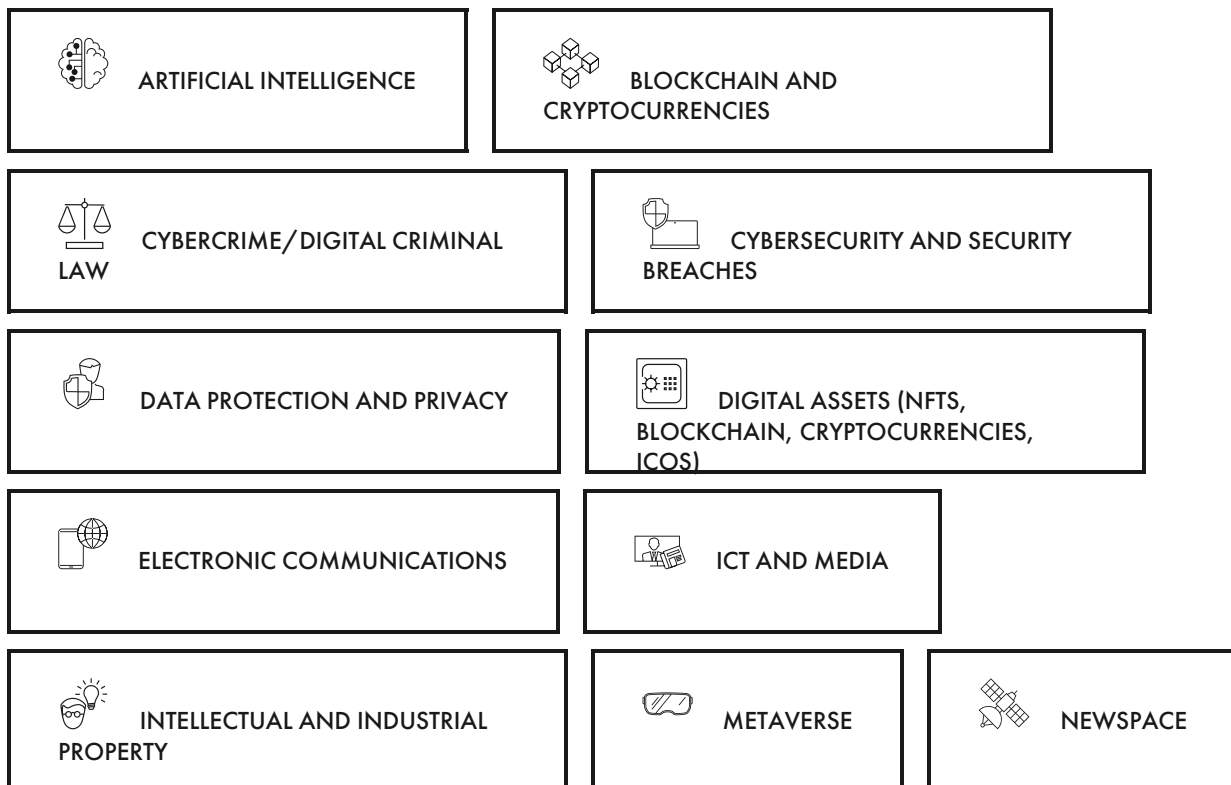 ARTIFICIAL INTELLIGENCE
BLOCKCHAIN AND
CRYPTOCURRENCIES
CYBERCRIME/DIGITAL CRIMINAL
LAW
CYBERSECURITY AND SECURITY
BREACHES
DATA PROTECTION AND PRIVACY
DIGITAL ASSETS (NFTS,
BLOCKCHAIN, CRYPTOCURRENCIES,
ICOS)
ELECTRONIC COMMUNICATIONS
ICT AND MEDIA
INTELLECTUAL AND INDUSTRIAL
PROPERTY
METAVERSE
NEWSPACE